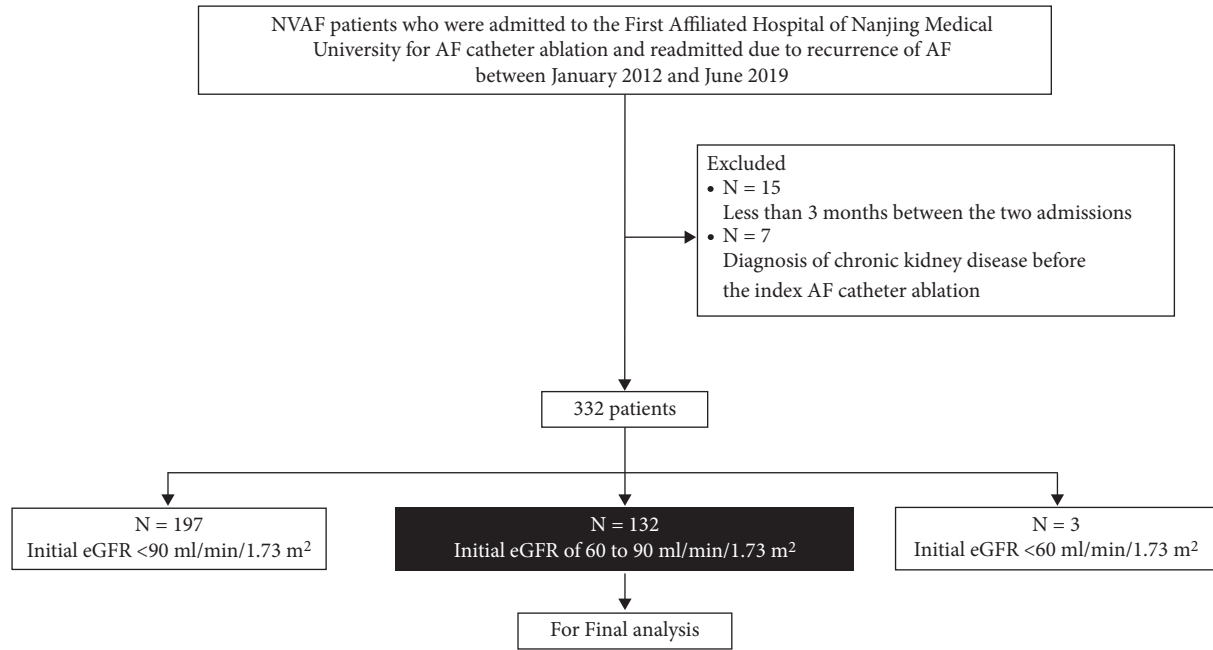 NVAF patients who were admitted to the First Affiliated Hospital of Nanjing Medical
University for AF catheter ablation and readmitted due to recurrence of AF
between January 2012 and June 2019
Excluded
• N = 15
Less than 3 months between the two admissions
• N = 7
Diagnosis of chronic kidney disease before
the index AF catheter ablation
332 patients
N = 197
Initial eGFR <90 ml/min/1.73 m²
N = 132
Initial eGFR of 60 to 90 ml/min/1.73 m²
N = 3
Initial eGFR <60 ml/min/1.73 m²
For Final analysis